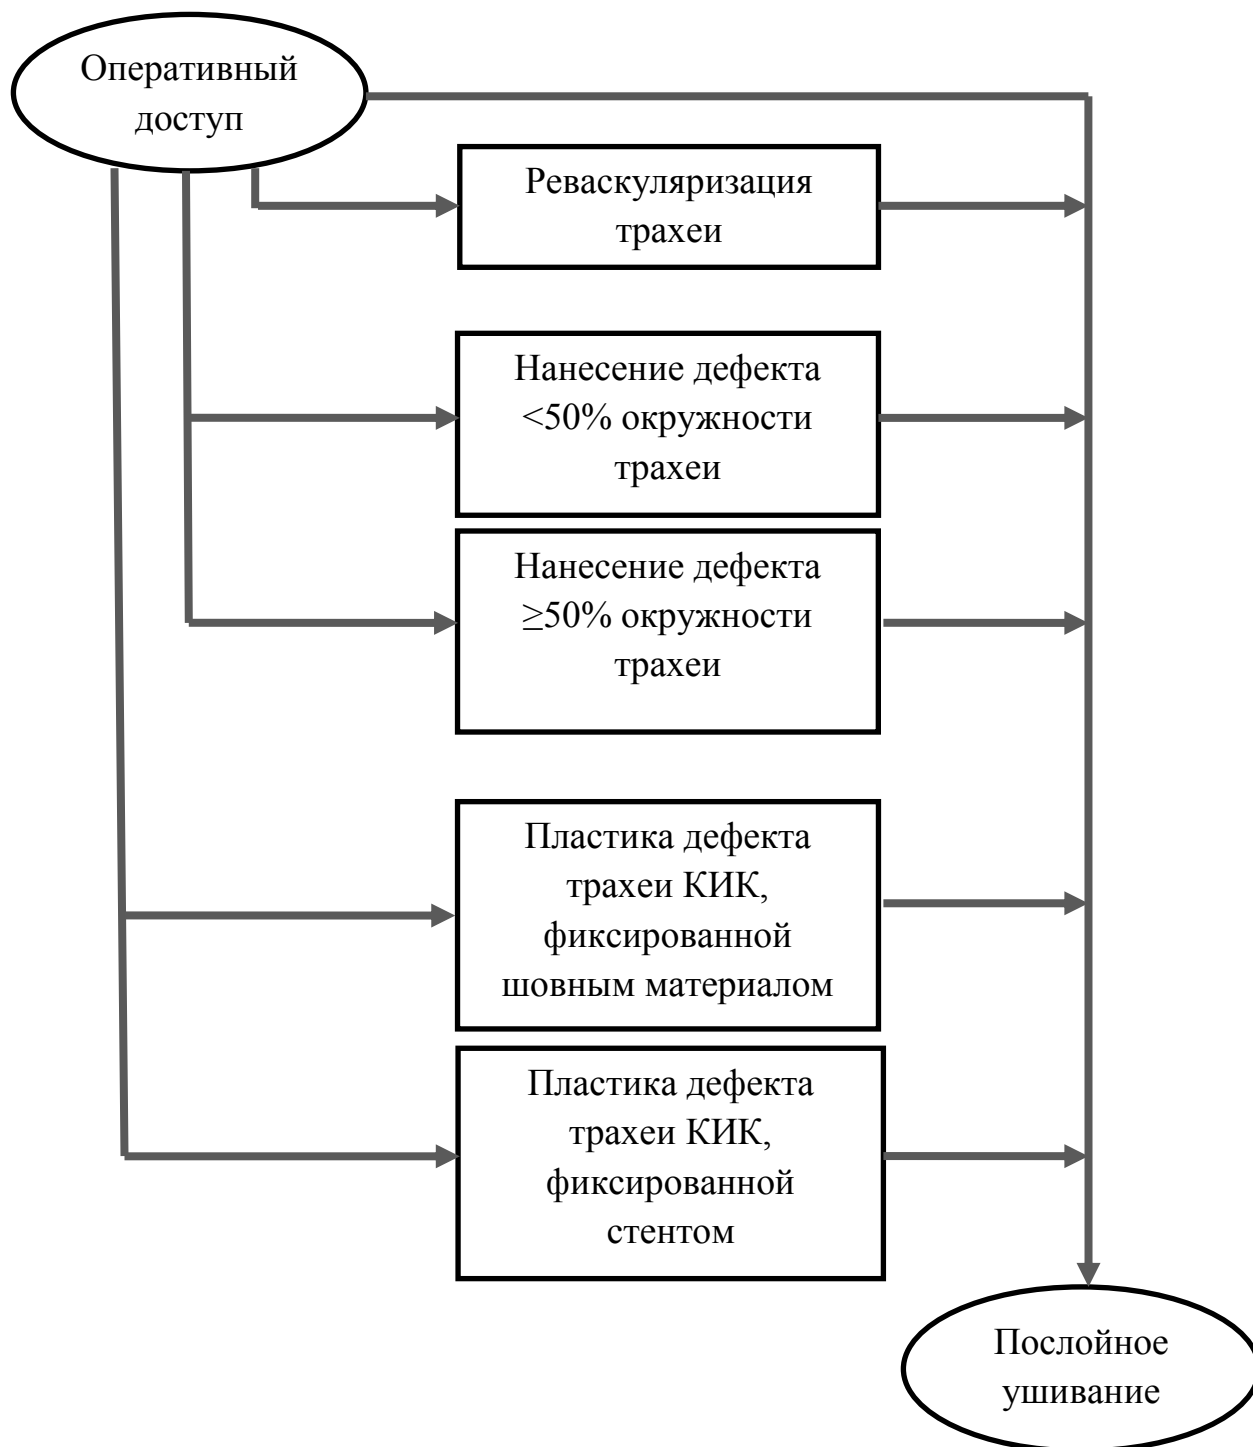 Оперативный
доступ
Реваскуляризация
трахеи
Нанесение дефекта
<50% окружности
трахеи
Нанесение дефекта
≥50% окружности
трахеи
Пластика дефекта
трахеи КИК,
фиксированной
шовным материалом
Пластика дефекта
трахеи КИК,
фиксированной
стентом
Послойное
ушивание